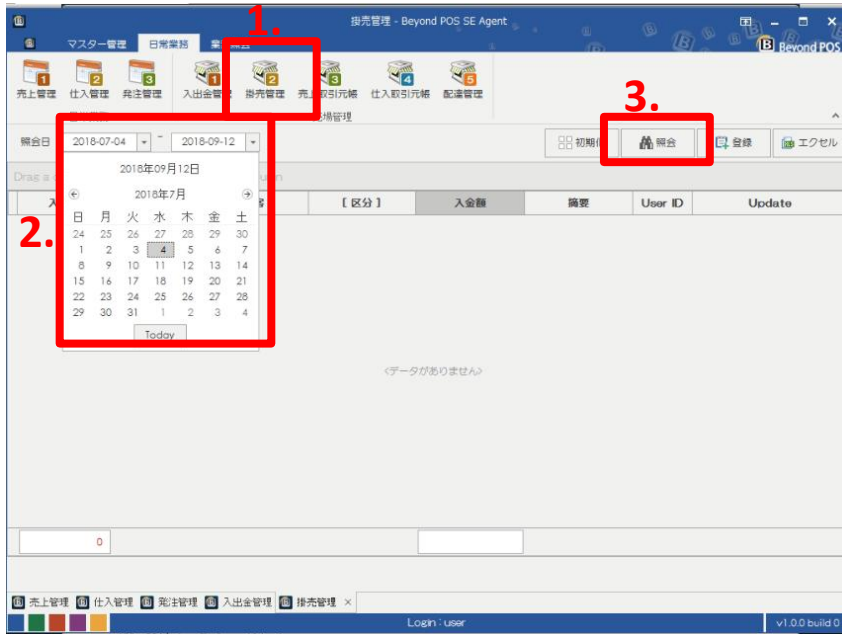 掛売管理 - Beyond POS SE Agent
1.
マスター管理 日常業務
Beyond POS
売上管理 仕入管理 発注管理 入出金管理 掛売管理 売上取引元帳 仕入取引元帳 配達管理
3.
照会日 2018-07-04 ~ 2018-09-12
初期化 照会 登録 エクセル
2018年09月12日
2018年7月
[ 区分 ] 入金額 摘要 User ID Update
2.
日 月 火 水 木 金 土
24 25 26 27 28 29 30
1 2 3 4 5 6 7
8 9 10 11 12 13 14
15 16 17 18 19 20 21
22 23 24 25 26 27 28
29 30 31 1 2 3 4
Today
<データがありません>
0
売上管理 仕入管理 発注管理 入出金管理 掛売管理 ×
Login : user
v1.0.0 build 0